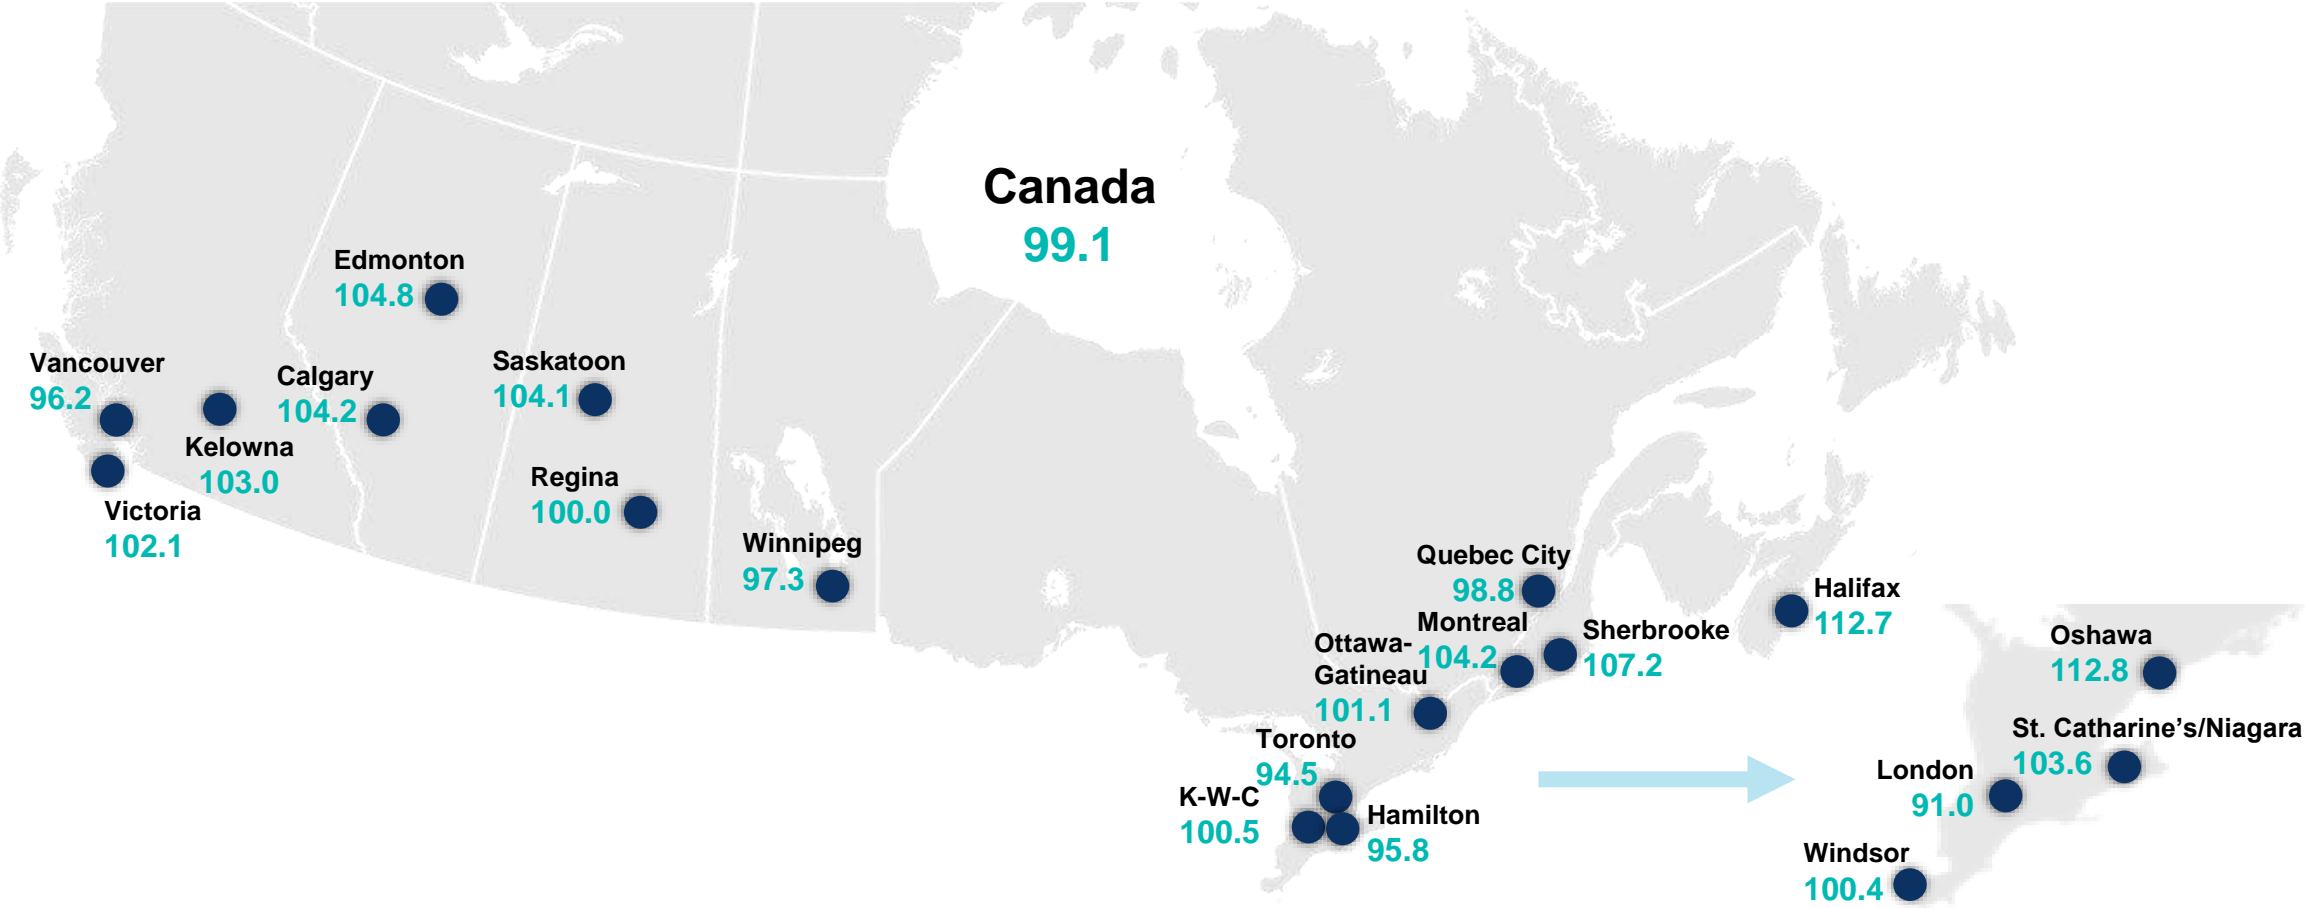 Canada
99.1
Edmonton
104.8
Vancouver
96.2
Calgary
104.2
Saskatoon
104.1
Kelowna
103.0
Victoria
102.1
Regina
100.0
Winnipeg
97.3
Quebec City
98.8
Montreal
104.2
Sherbrooke
107.2
Halifax
112.7
Ottawa-
Gatineau
101.1
Toronto
94.5
K-W-C
100.5
Hamilton
95.8
Oshawa
112.8
St. Catharine’s/Niagara
103.6
London
91.0
Windsor
100.4